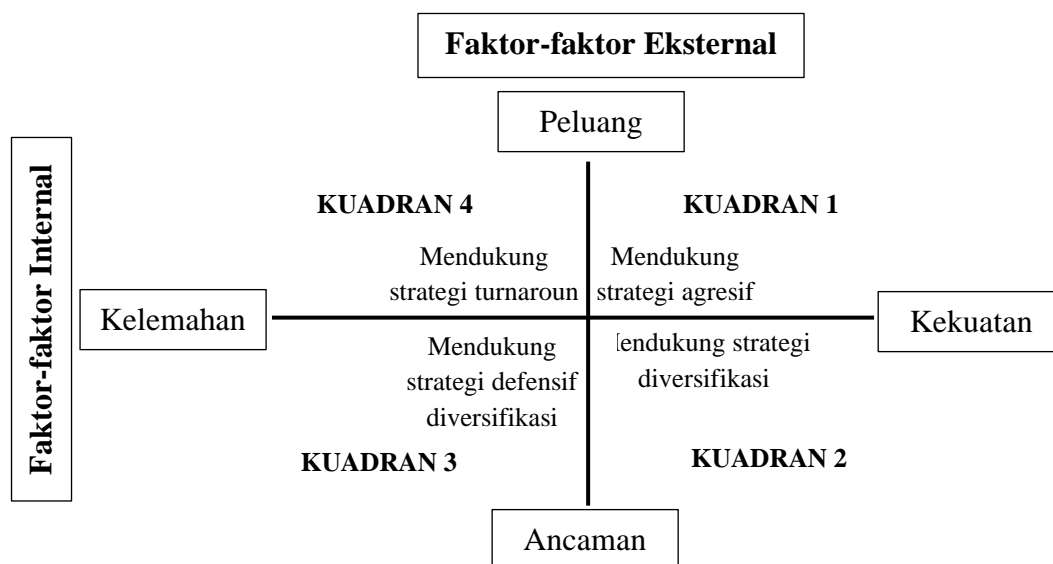 Faktor-faktor Eksternal
Peluang
Faktor-faktor Internal
KUADRAN 4
KUADRAN 1
Mendukung
strategi turnaroun
Mendukung
strategi agresif
Kelemahan
Kekuatan
Mendukung
strategi defensif
diversifikasi
endukung strategi
diversifikasi
KUADRAN 3
KUADRAN 2
Ancaman